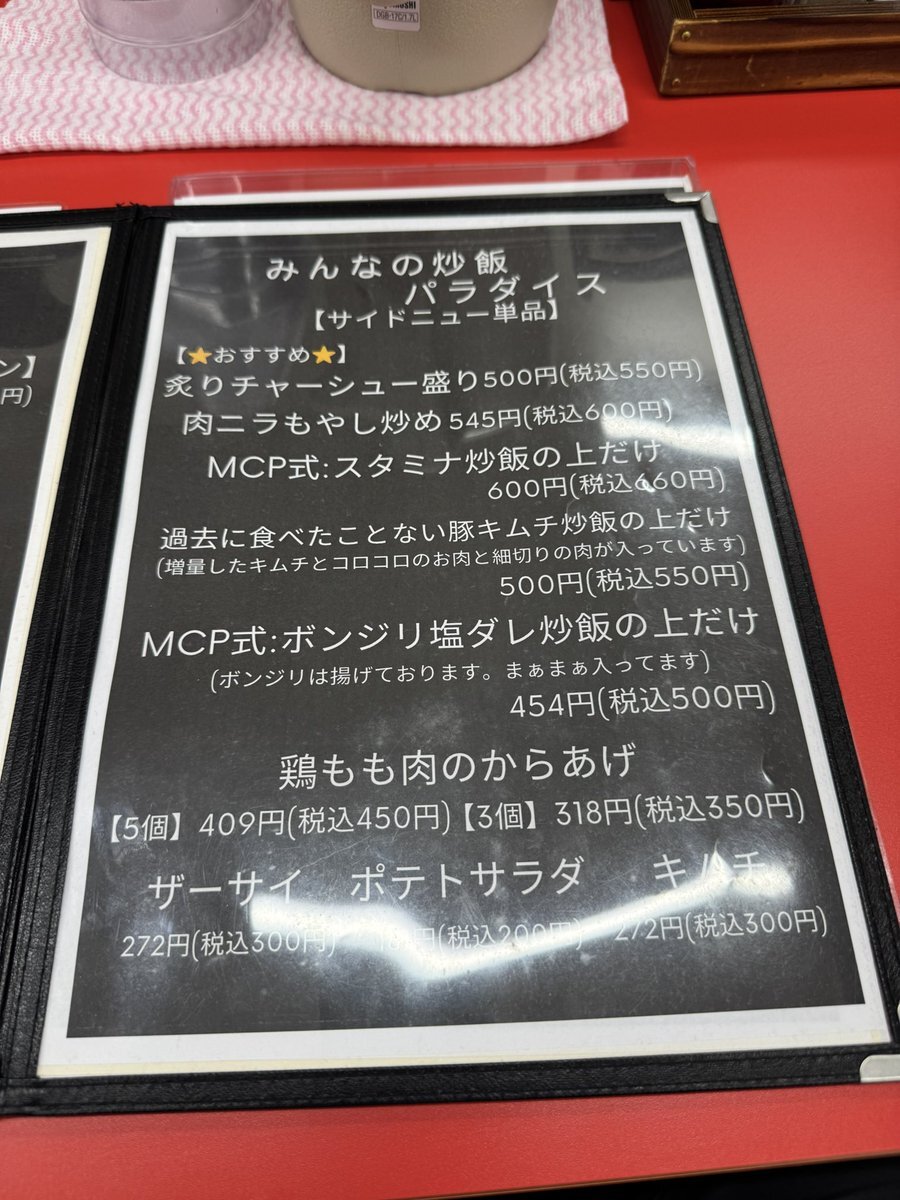 DGB-17C/1.7L
みんなの炒飯
パラダイス
【サイドニュー単品】
【⭐おすすめ⭐】
炙りチャーシュー盛り500円(税込550円)
肉ニラもやし炒め 545円(税込600円)
MCP式:スタミナ炒飯の上だけ
600円(税込660円)
過去に食べたことない豚キムチ炒飯の上だけ
(増量したキムチとコロコロのお肉と細切りの肉が入っています)
500円(税込550円)
MCP式:ボンジリ塩ダレ炒飯の上だけ
(ボンジリは揚げております。まぁまぁ入ってます)
454円(税込500円)
鶏もも肉のからあげ
【5個】409円(税込450円)【3個】318円(税込350円)
ザーサイ ポテトサラダ キムチ
272円(税込300円) (税込200円) 272円(税込300円)
ン】
円)